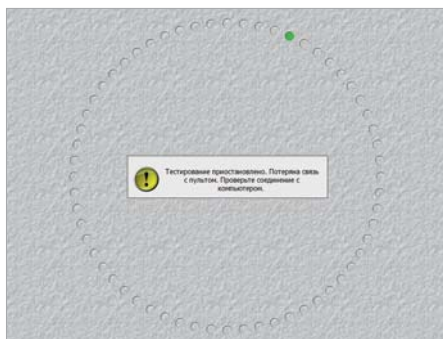 Тестирование приостановлено. Потеряна связь
с пультом. Проверьте соединение с
компьютером.